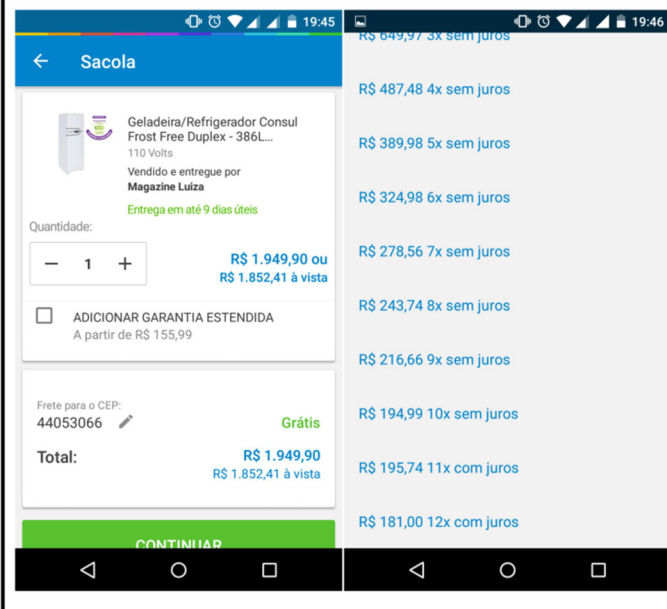 19:45
Sacola
Geladeira/Refrigerador Consul
Frost Free Duplex - 386L...
110 Volts
Vendido e entregue por
Magazine Luiza
Entrega em até 9 dias úteis
Quantidade:
1
R$ 1.949,90 ou
R$ 1.852,41 à vista
ADICIONAR GARANTIA ESTENDIDA
A partir de R$ 155,99
Frete para o CEP:
44053066
Grátis
Total:
R$ 1.949,90
R$ 1.852,41 à vista
CONTINUAR
19:46
R$ 649,97 3x sem juros
R$ 487,48 4x sem juros
R$ 389,98 5x sem juros
R$ 324,98 6x sem juros
R$ 278,56 7x sem juros
R$ 243,74 8x sem juros
R$ 216,66 9x sem juros
R$ 194,99 10x sem juros
R$ 195,74 11x com juros
R$ 181,00 12x com juros